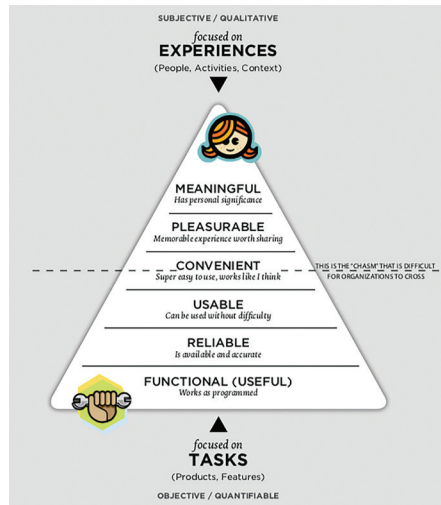 SUBJECTIVE / QUALITATIVE
focused on
EXPERIENCES
(People, Activities, Context)
MEANINGFUL
Has personal significance
PLEASURABLE
Memorable experience worth sharing
CONVENIENT
Super easy to use, works like I think
THIS IS THE "CHASM" THAT IS DIFFICULT
FOR ORGANIZATIONS TO CROSS
USABLE
Can be used without difficulty
RELIABLE
Is available and accurate
FUNCTIONAL (USEFUL)
Works as programmed
focused on
TASKS
(Products, Features)
OBJECTIVE / QUANTIFIABLE